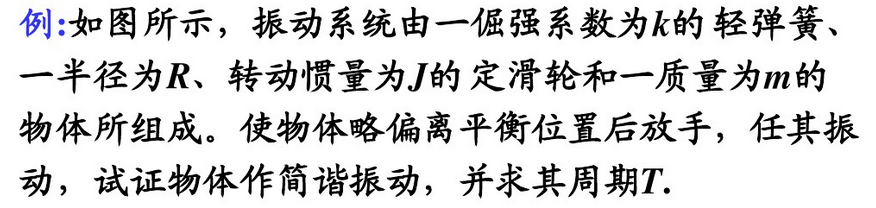 例:如图所示，振动系统由一倔强系数为k的轻弹簧、
一半径为R、转动惯量为J的定滑轮和一质量为m的
物体所组成。使物体略偏离平衡位置后放手，任其振
动，试证物体作简谐振动，并求其周期T.